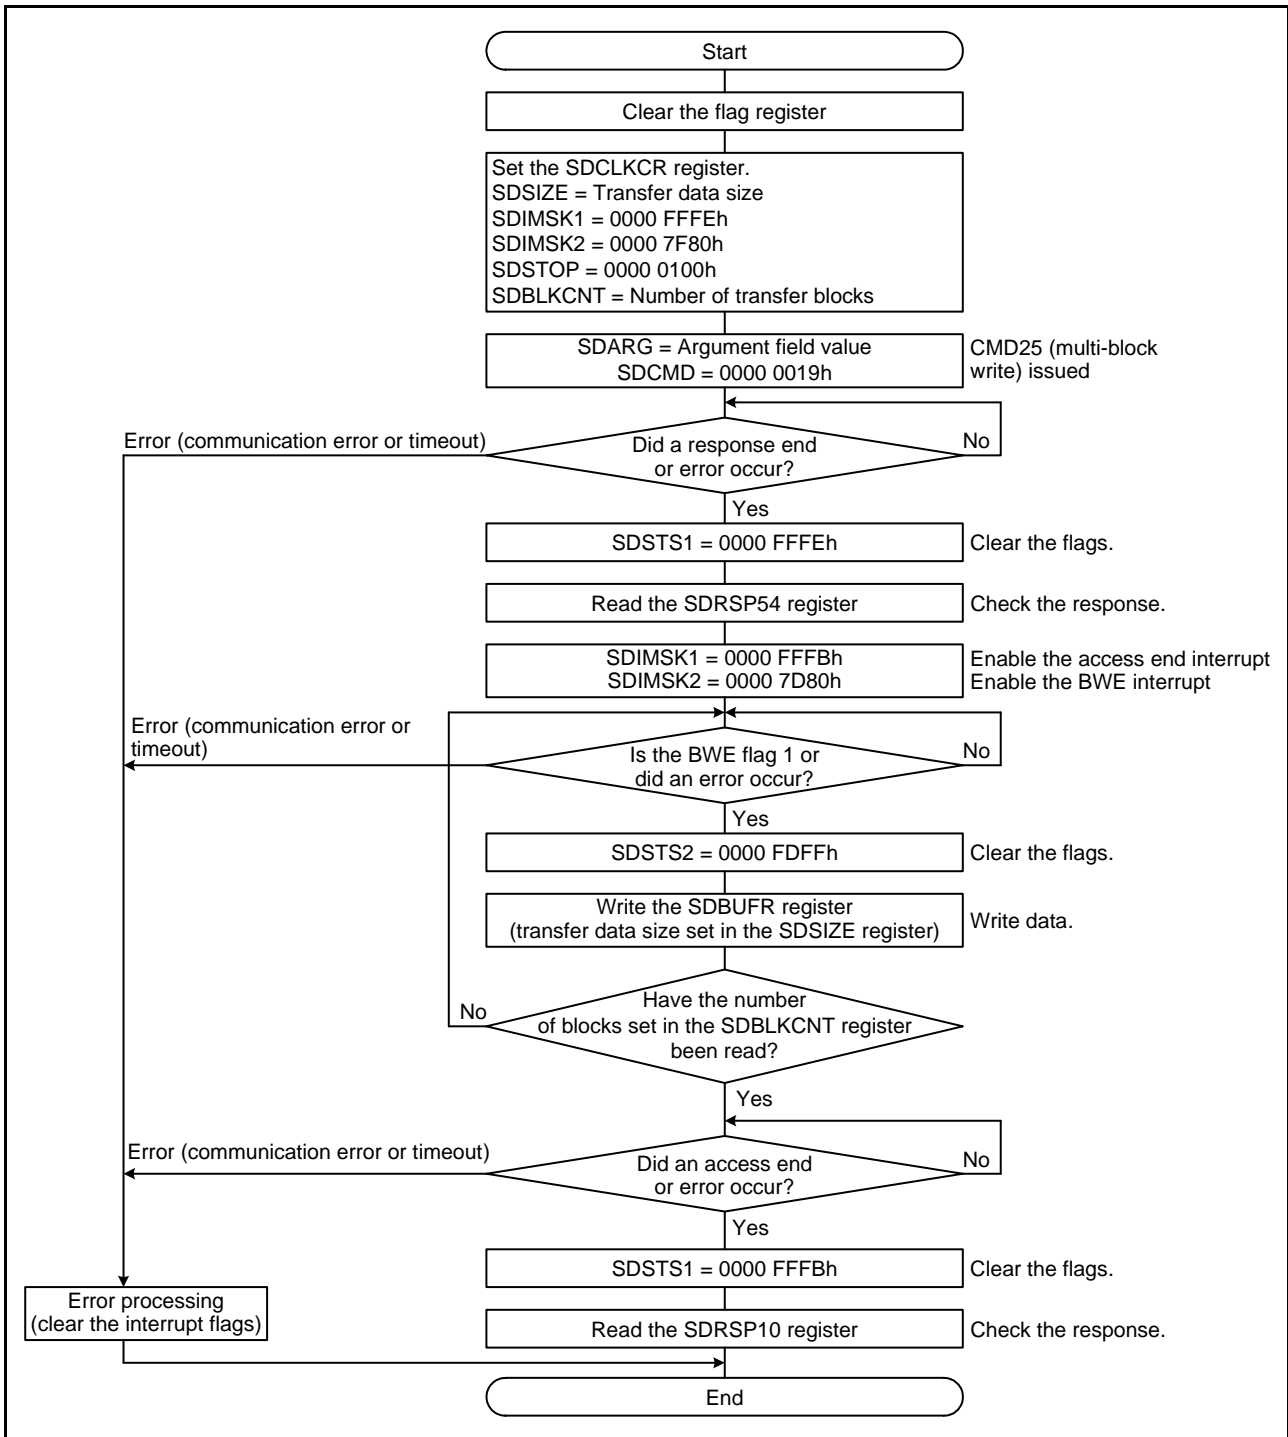 Start
Clear the flag register
Set the SDCLKCR register.
SDSIZE = Transfer data size
SDIMSK1 = 0000 FFFEh
SDIMSK2 = 0000 7F80h
SDSTOP = 0000 0100h
SDBLKCNT = Number of transfer blocks
SDARG = Argument field value
SDCMD = 0000 0019h
CMD25 (multi-block
write) issued
Error (communication error or timeout)
Did a response end
or error occur?
No
Yes
SDSTS1 = 0000 FFFEh
Clear the flags.
Read the SDRSP54 register
Check the response.
SDIMSK1 = 0000 FFFBh
SDIMSK2 = 0000 7D80h
Enable the access end interrupt
Enable the BWE interrupt
Error (communication error or
timeout)
Is the BWE flag 1 or
did an error occur?
No
Yes
SDSTS2 = 0000 FDFFh
Clear the flags.
Write the SDBUFR register
(transfer data size set in the SDSIZE register)
Write data.
No
Have the number
of blocks set in the SDBLKCNT register
been read?
Yes
Error (communication error or timeout)
Did an access end
or error occur?
No
Yes
SDSTS1 = 0000 FFFBh
Clear the flags.
Error processing
(clear the interrupt flags)
Read the SDRSP10 register
Check the response.
End